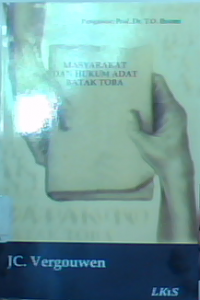 Pengantar: Prof. Dr. T.O. Ihromi
MASYARAKAT
DAN HUKUM ADAT
BATAK TOBA
JC. Vergouwen
LKiS